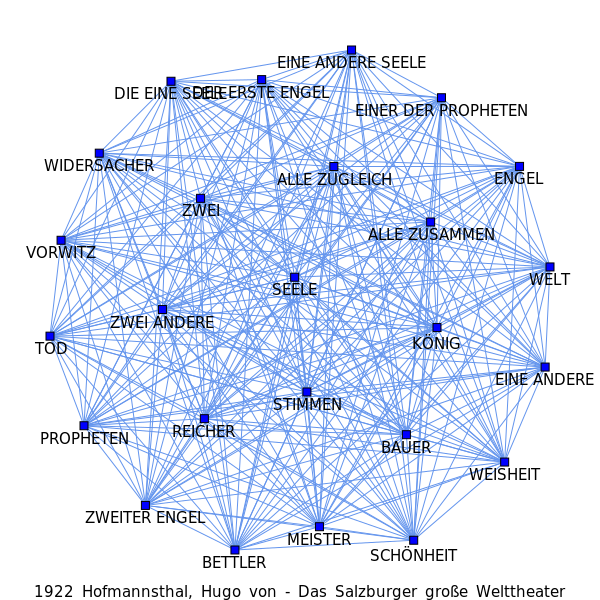 EINE ANDERE SEELE
DIE EINE SEELE
DER ERSTE ENGEL
EINER DER PROPHETEN
WIDERSACHER
ALLE ZUGLEICH
ENGEL
ZWEI
ALLE ZUSAMMEN
VORWITZ
WELT
SEELE
ZWEI ANDERE
KÖNIG
TOD
EINE ANDERE
STIMMEN
REICHER
PROPHETEN
BAUER
WEISHEIT
ZWEITER ENGEL
MEISTER
SCHÖNHEIT
BETTLER
1922 Hofmannsthal, Hugo von - Das Salzburger große Welttheater